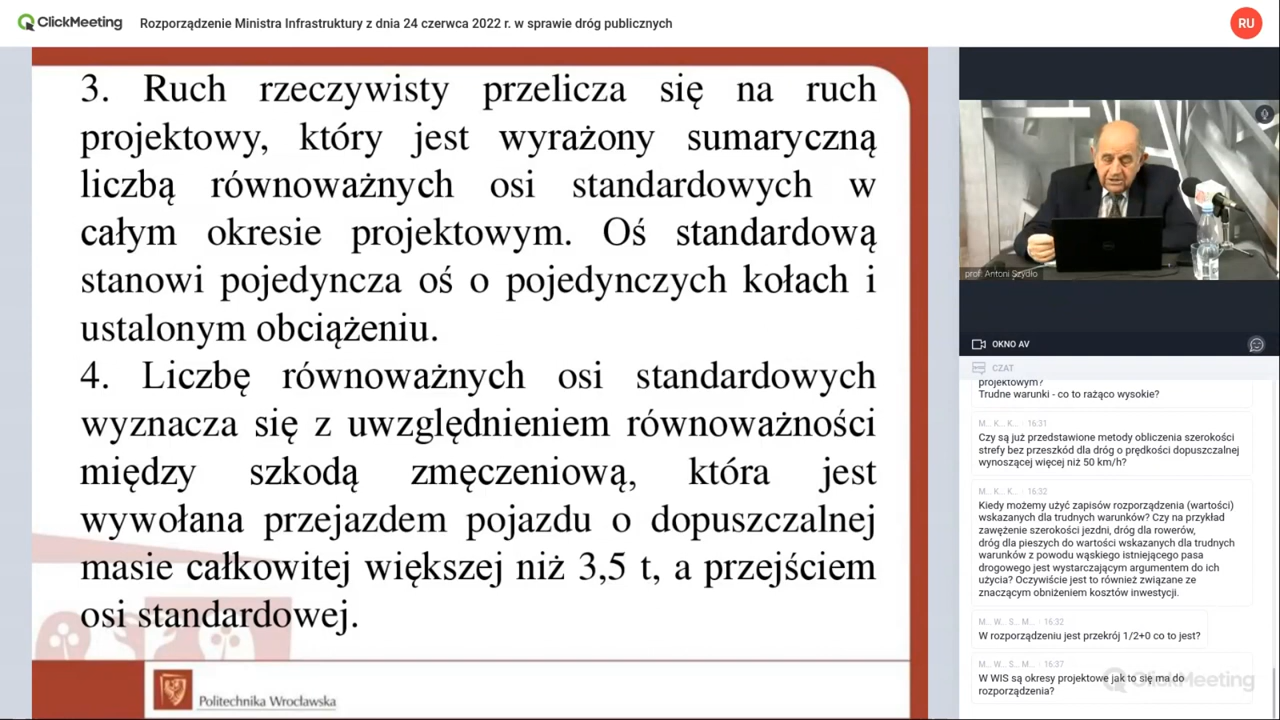 ClickMeeting
Rozporządzenie Ministra Infrastruktury z dnia 24 czerwca 2022 r. w sprawie dróg publicznych
RU
3. Ruch rzeczywisty przelicza się na ruch
projektowy, który jest wyrażony sumaryczną
liczbą równoważnych osi standardowych w
całym okresie projektowym. Oś standardową
stanowi pojedyncza oś o pojedynczych kołach i
ustalonym obciążeniu.
4. Liczbę równoważnych osi standardowych
wyznacza się z uwzględnieniem równoważności
między szkodą zmęczeniową, która jest
wywołana przejazdem pojazdu o dopuszczalnej
masie całkowitej większej niż 3,5 t, a przejściem
osi standardowej.
Politechnika Wrocławska
prof. Antoni Szydło
OKNO AV
CZAT
projektowym?
Trudne warunki - co to rażąco wysokie?
M... K... K... · 16:31
Czy są już przedstawione metody obliczenia szerokości
strefy bez przeszkód dla dróg o prędkości dopuszczalnej
wynoszącej więcej niż 50 km/h?
M... K... K... · 16:32
Kiedy możemy użyć zapisów rozporządzenia (wartości)
wskazanych dla trudnych warunków? Czy na przykład
zawężenie szerokości jezdni, dróg dla rowerów,
dróg dla pieszych do wartości wskazanych dla trudnych
warunków z powodu wąskiego istniejącego pasa
drogowego jest wystarczającym argumentem do ich
użycia? Oczywiście jest to również związane ze
znaczącym obniżeniem kosztów inwestycji.
M... W... S... M... · 16:32
W rozporządzeniu jest przekrój 1/2+0 co to jest?
M... W... S... M... · 16:37
W WIS są okresy projektowe jak to się ma do
rozporządzenia?
ClickMeeting